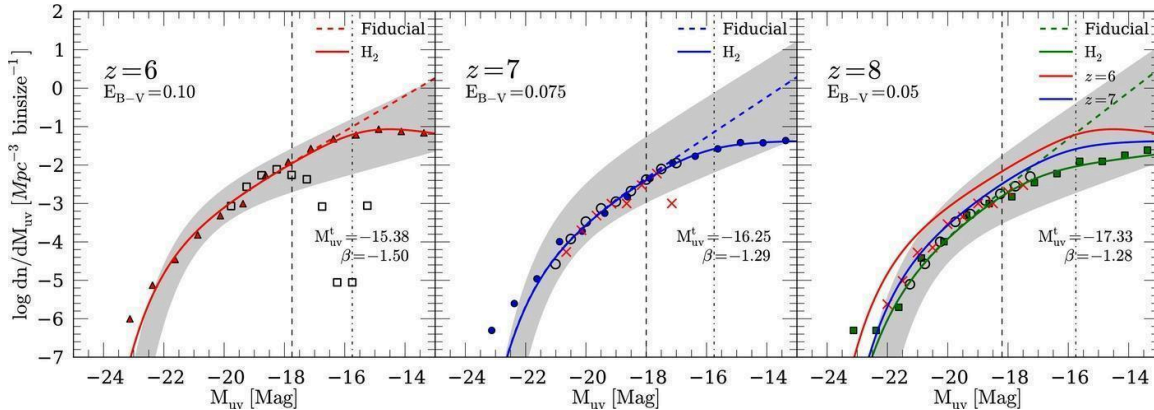 log dn/dM_uv [Mpc⁻³ binsize⁻¹]
2
1
0
−1
−2
−3
−4
−5
−6
−7
z=6
E_B−V=0.10
Fiducial
H₂
M^t_uv=−15.38
β=−1.50
−24 −22 −20 −18 −16 −14
M_uv [Mag]
z=7
E_B−V=0.075
Fiducial
H₂
M^t_uv=−16.25
β=−1.29
−24 −22 −20 −18 −16 −14
M_uv [Mag]
z=8
E_B−V=0.05
Fiducial
H₂
z=6
z=7
M^t_uv=−17.33
β=−1.28
−24 −22 −20 −18 −16 −14
M_uv [Mag]